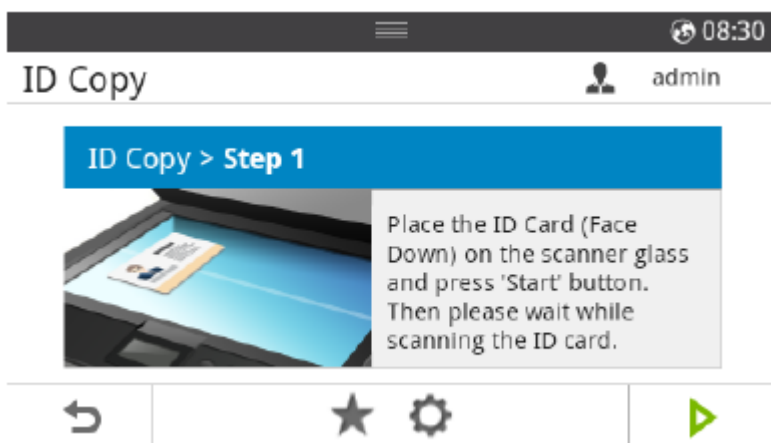 08:30
ID Copy
admin
ID Copy > Step 1
Place the ID Card (Face
Down) on the scanner glass
and press 'Start' button.
Then please wait while
scanning the ID card.